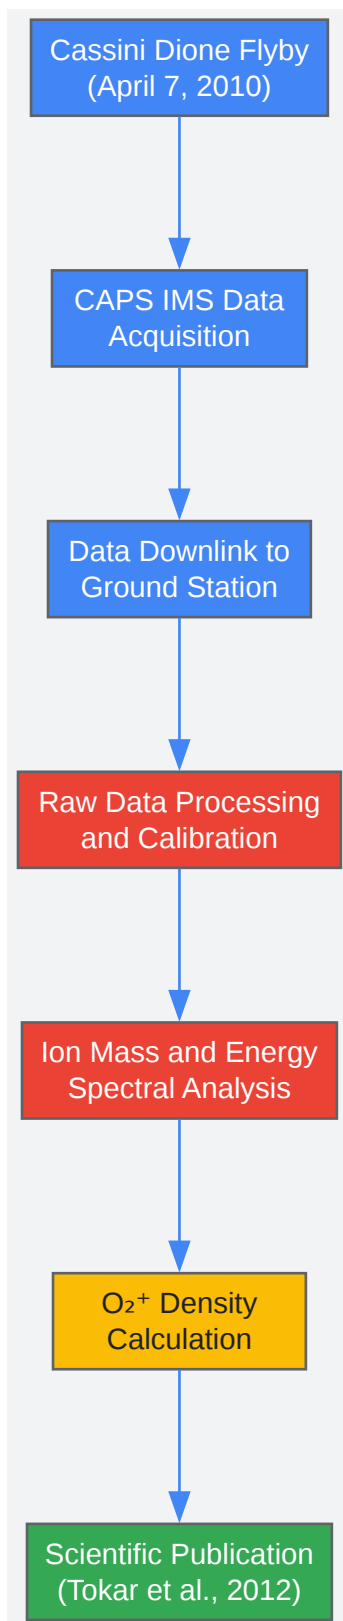 Cassini Dione Flyby
(April 7, 2010)
CAPS IMS Data
Acquisition
Data Downlink to
Ground Station
Raw Data Processing
and Calibration
Ion Mass and Energy
Spectral Analysis
O₂⁺ Density
Calculation
Scientific Publication
(Tokar et al., 2012)